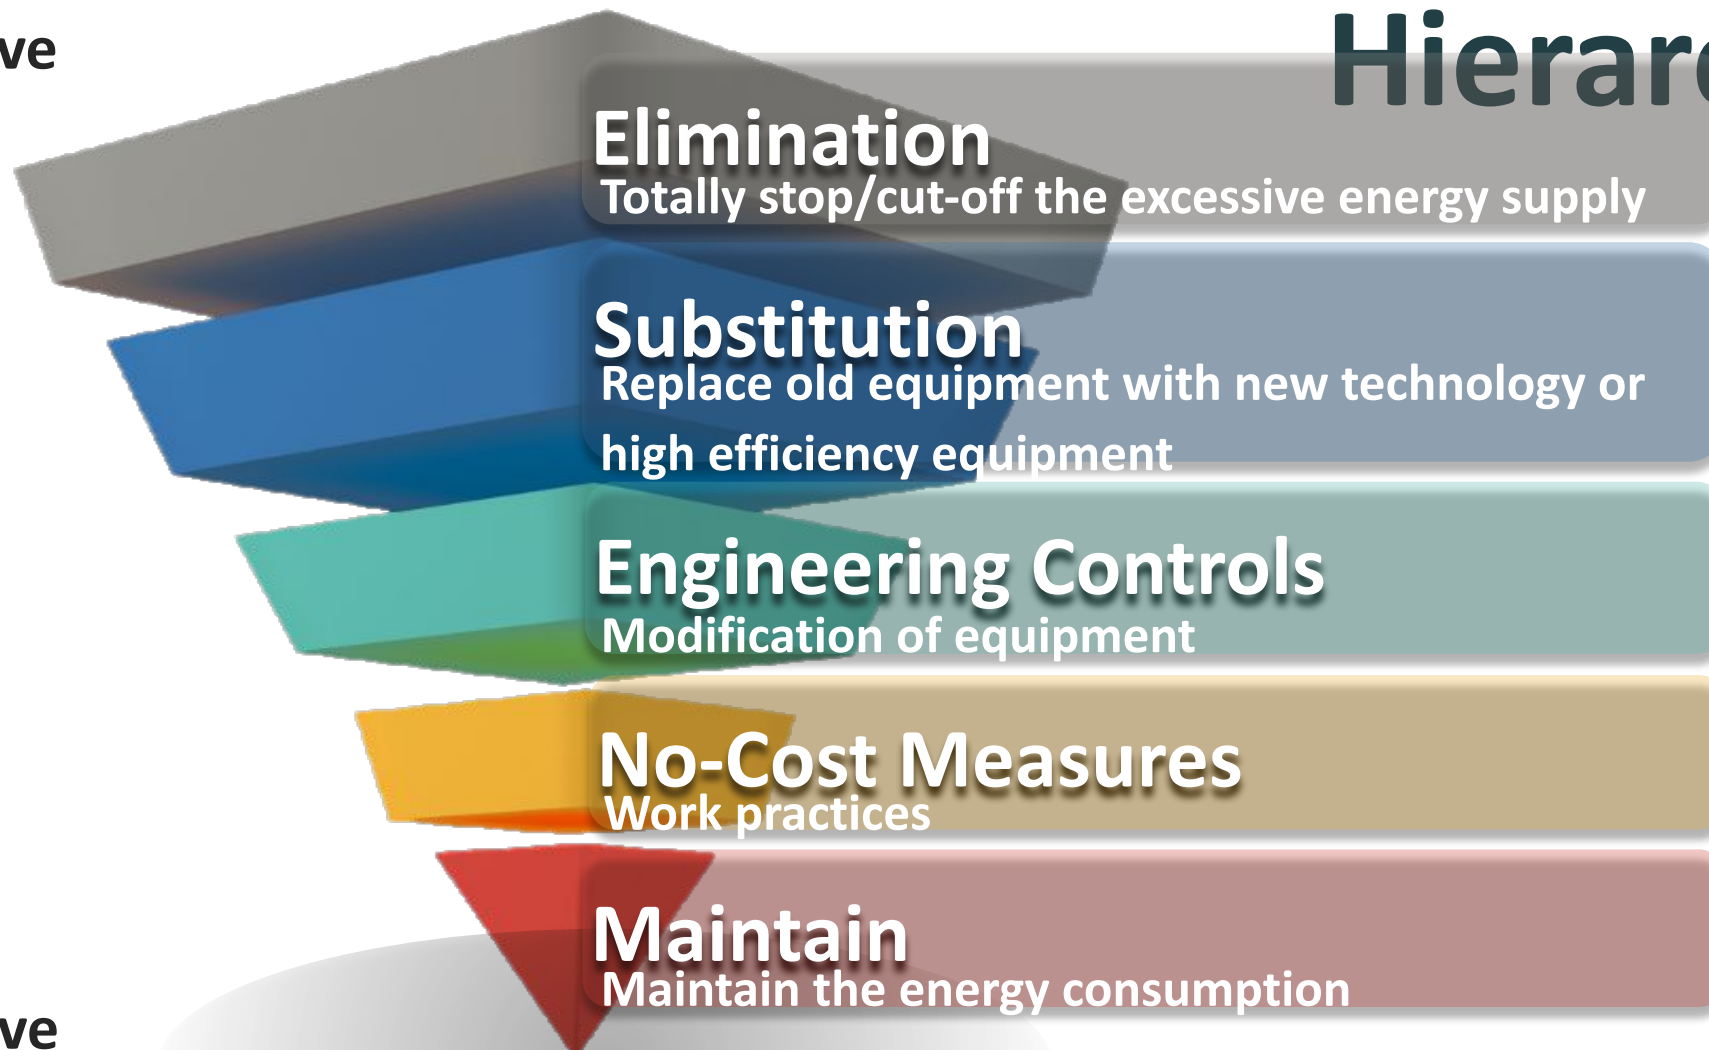 ve
Hierarc
Elimination
Totally stop/cut-off the excessive energy supply
Substitution
Replace old equipment with new technology or
high efficiency equipment
Engineering Controls
Modification of equipment
No-Cost Measures
Work practices
Maintain
Maintain the energy consumption
ve